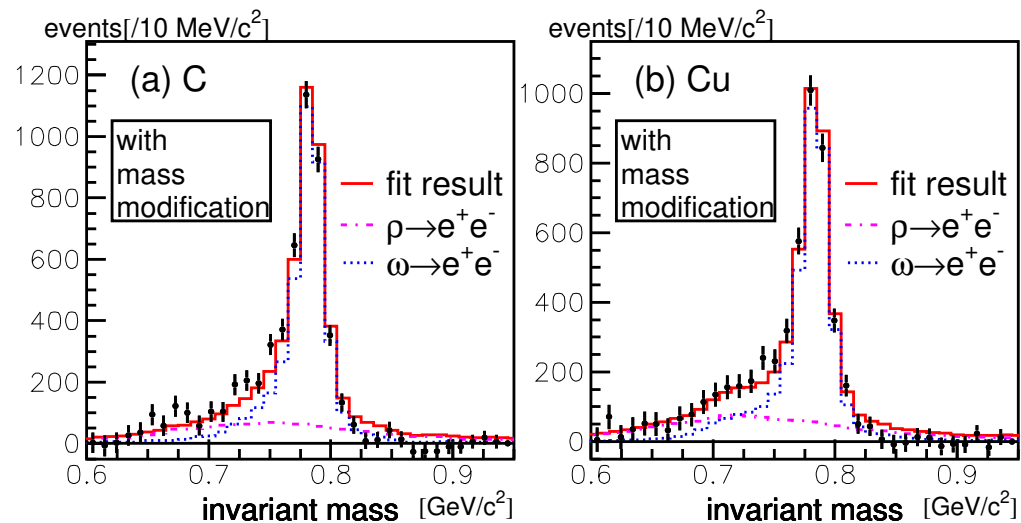 events[/10 MeV/c²]
(a) C
with
mass
modification
fit result
ρ→e⁺e⁻
ω→e⁺e⁻
1200
1000
800
600
400
200
0
0.6 0.7 0.8 0.9
invariant mass [GeV/c²]
events[/10 MeV/c²]
(b) Cu
with
mass
modification
fit result
ρ→e⁺e⁻
ω→e⁺e⁻
1000
800
600
400
200
0
0.6 0.7 0.8 0.9
invariant mass [GeV/c²]